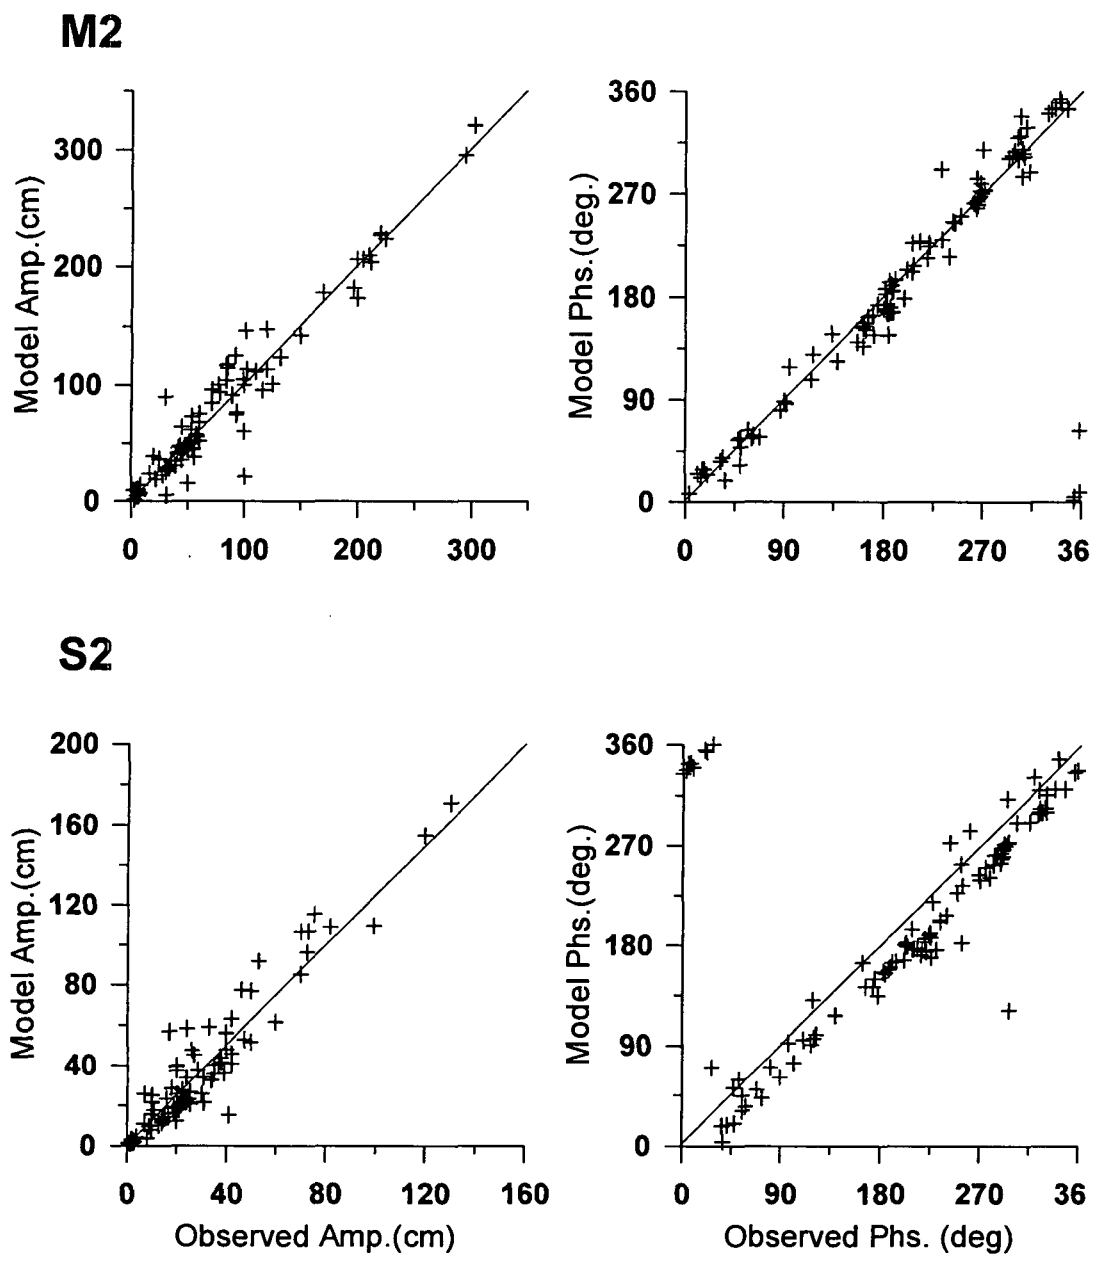 M2
300
200
100
0
0 100 200 300
Model Amp.(cm)
360
270
180
90
0
0 90 180 270 36
Model Phs.(deg.)
S2
200
160
120
80
40
0
0 40 80 120 160
Model Amp.(cm)
Observed Amp.(cm)
360
270
180
90
0
0 90 180 270 36
Model Phs.(deg.)
Observed Phs. (deg)